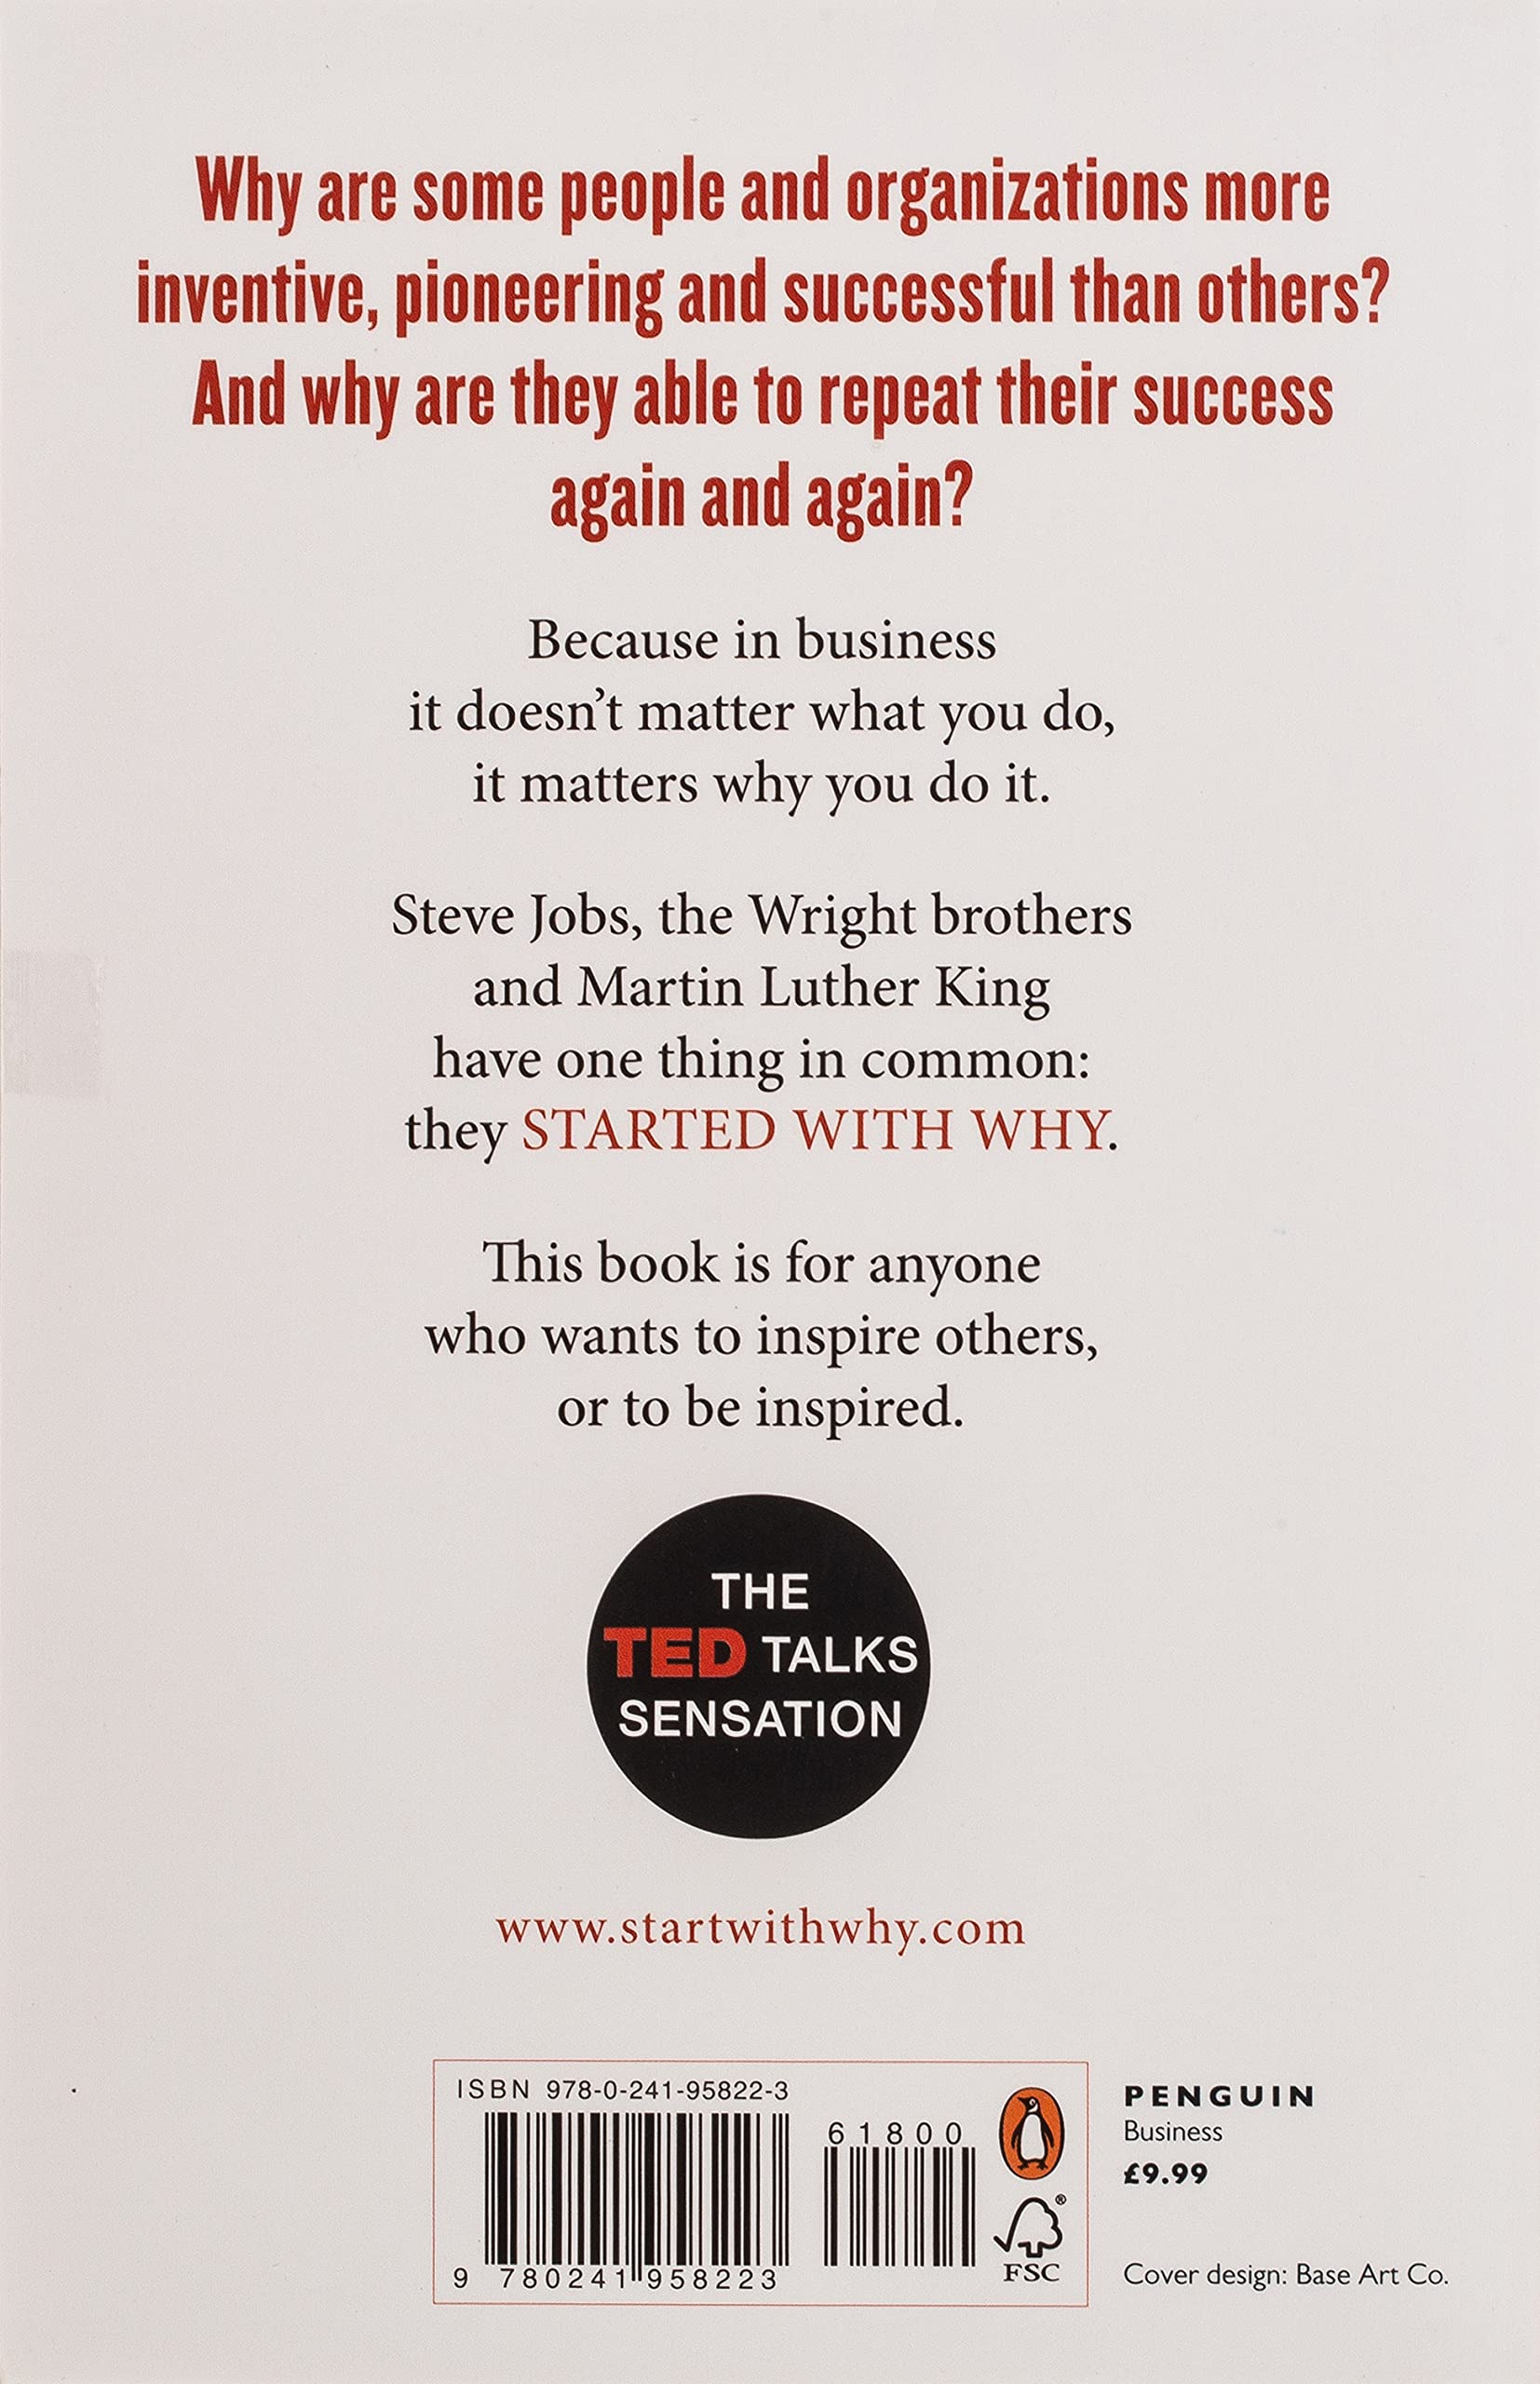 Why are some people and organizations more
inventive, pioneering and successful than others?
And why are they able to repeat their success
again and again?
Because in business
it doesn’t matter what you do,
it matters why you do it.
Steve Jobs, the Wright brothers
and Martin Luther King
have one thing in common:
they STARTED WITH WHY.
This book is for anyone
who wants to inspire others,
or to be inspired.
THE
TED TALKS
SENSATION
www.startwithwhy.com
ISBN 978-0-241-95822-3
61800
9 780241 958223
®
FSC
PENGUIN
Business
£9.99
Cover design: Base Art Co.